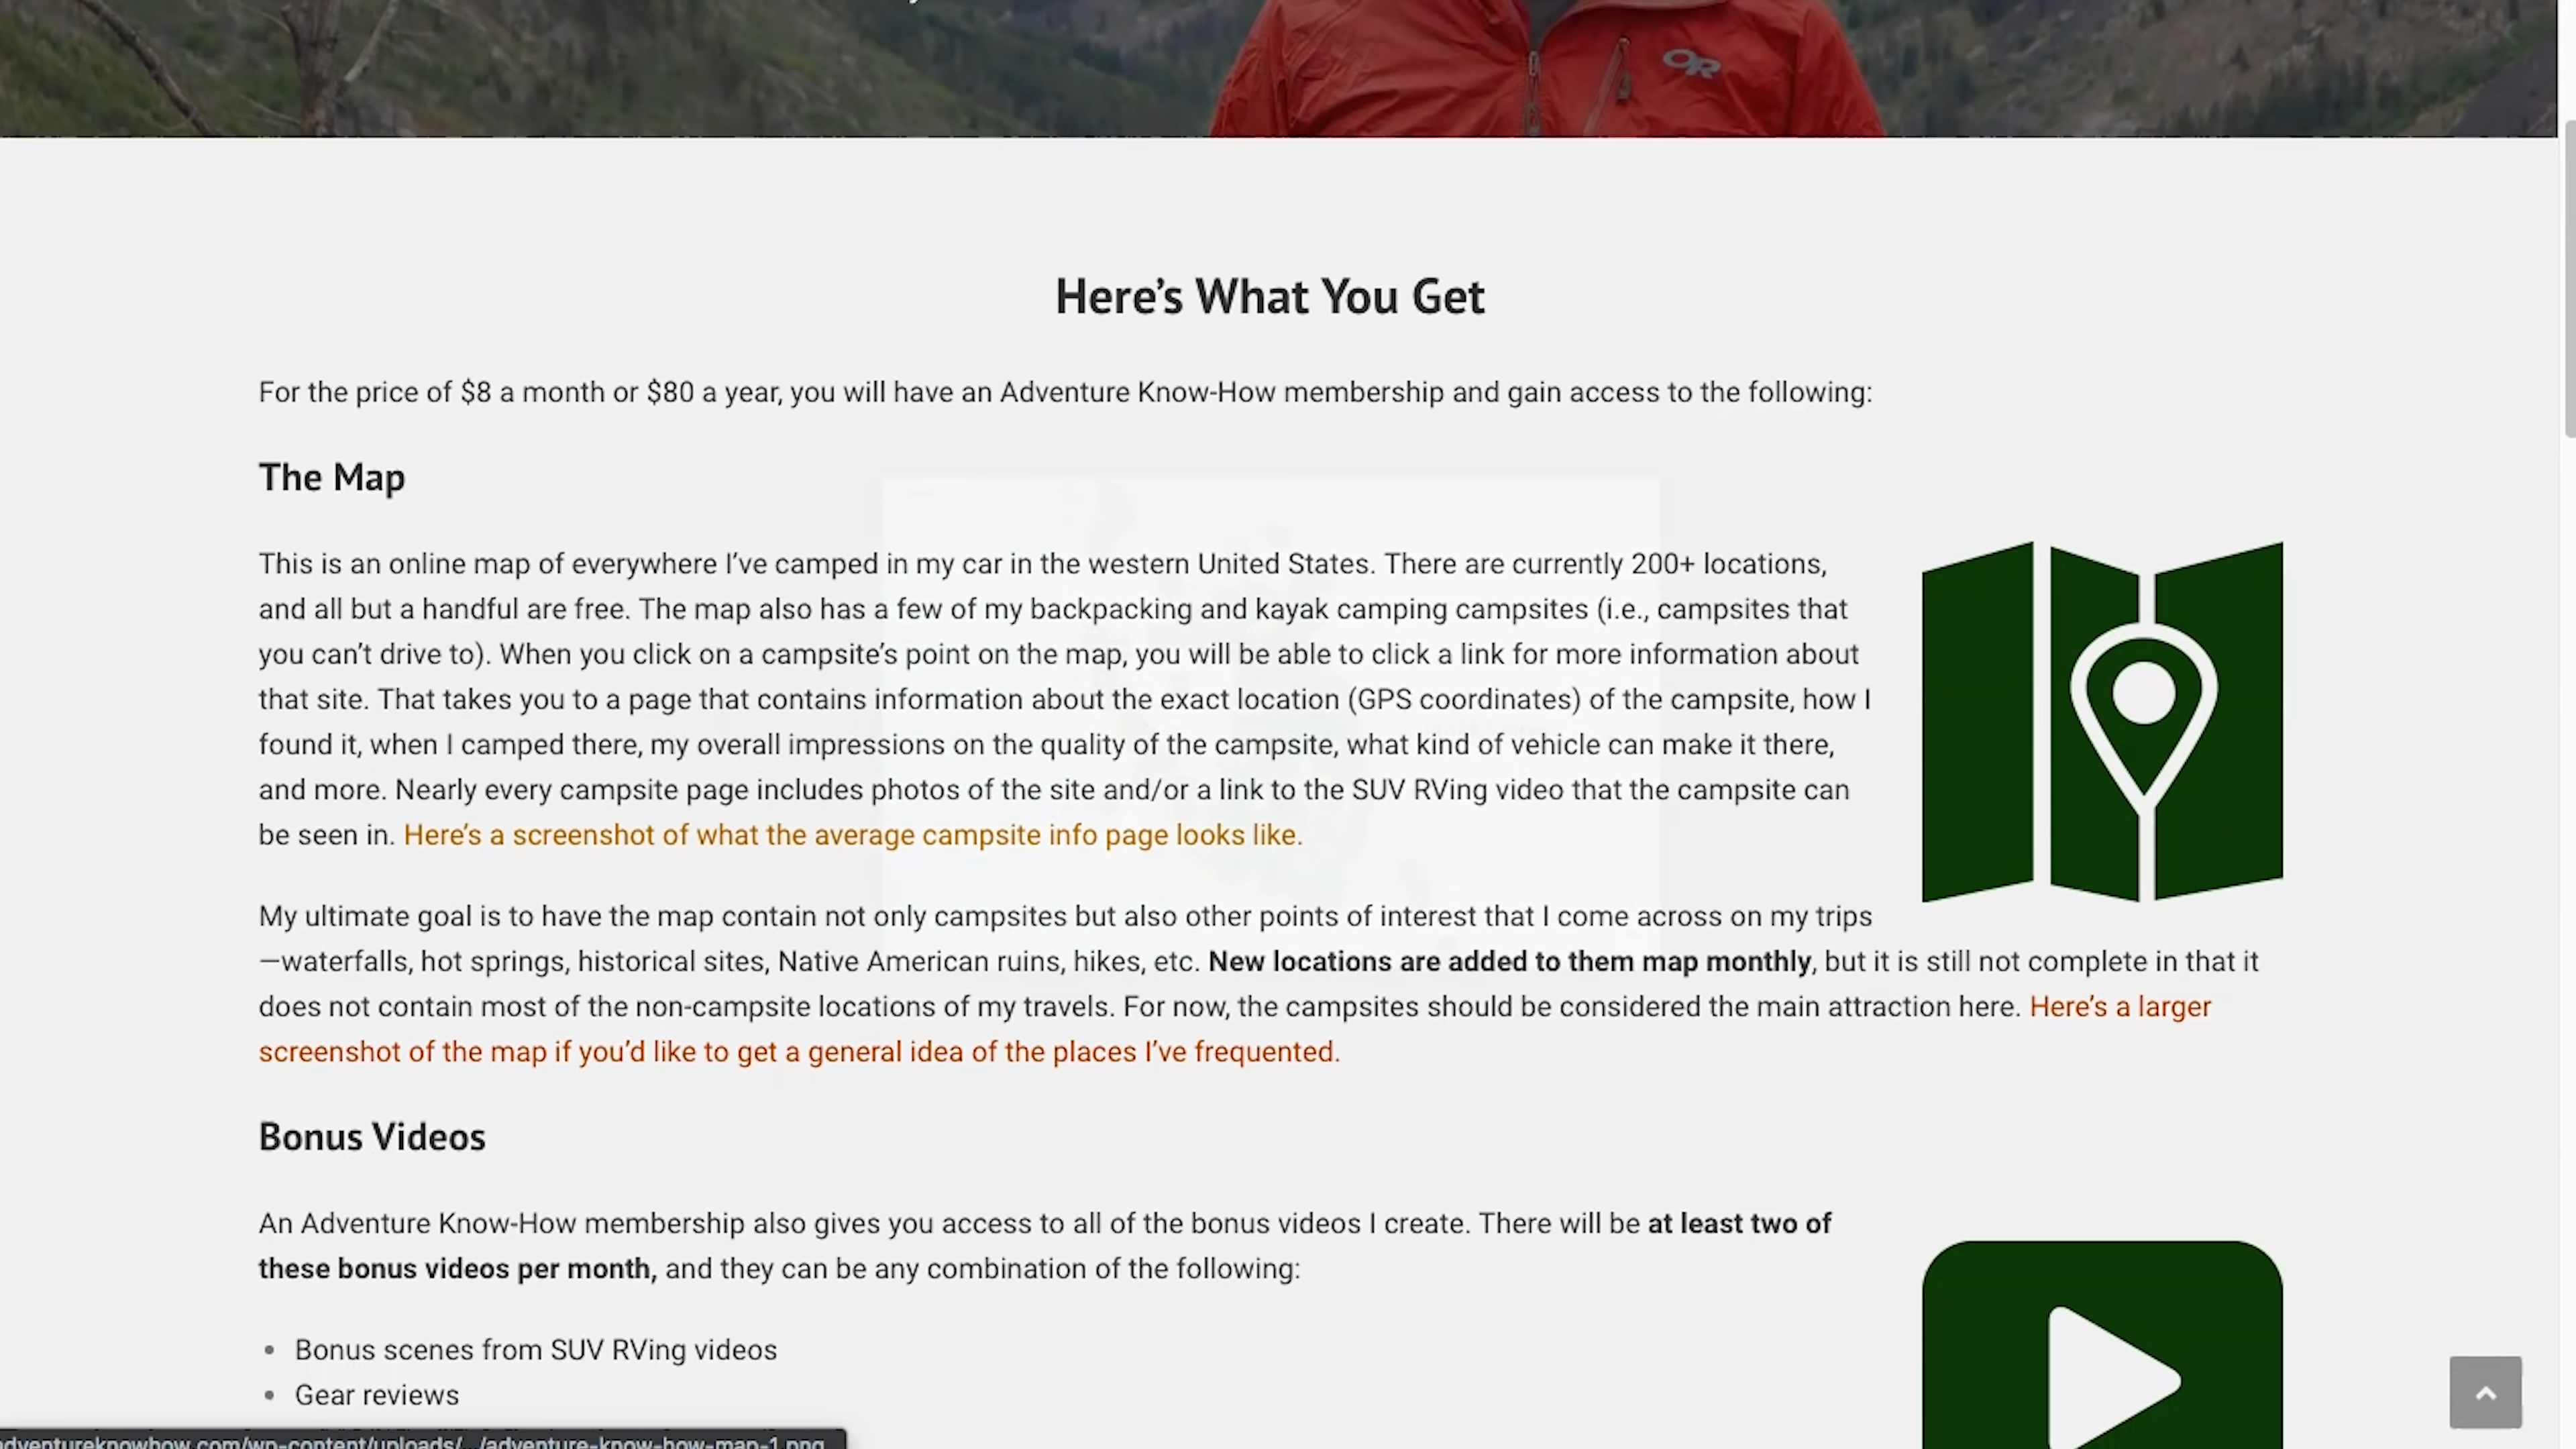 OR
Here’s What You Get
For the price of $8 a month or $80 a year, you will have an Adventure Know-How membership and gain access to the following:
The Map
This is an online map of everywhere I’ve camped in my car in the western United States. There are currently 200+ locations,
and all but a handful are free. The map also has a few of my backpacking and kayak camping campsites (i.e., campsites that
you can’t drive to). When you click on a campsite’s point on the map, you will be able to click a link for more information about
that site. That takes you to a page that contains information about the exact location (GPS coordinates) of the campsite, how I
found it, when I camped there, my overall impressions on the quality of the campsite, what kind of vehicle can make it there,
and more. Nearly every campsite page includes photos of the site and/or a link to the SUV RVing video that the campsite can
be seen in. Here’s a screenshot of what the average campsite info page looks like.
My ultimate goal is to have the map contain not only campsites but also other points of interest that I come across on my trips
—waterfalls, hot springs, historical sites, Native American ruins, hikes, etc. New locations are added to them map monthly, but it is still not complete in that it
does not contain most of the non-campsite locations of my travels. For now, the campsites should be considered the main attraction here. Here’s a larger
screenshot of the map if you’d like to get a general idea of the places I’ve frequented.
Bonus Videos
An Adventure Know-How membership also gives you access to all of the bonus videos I create. There will be at least two of
these bonus videos per month, and they can be any combination of the following:
• Bonus scenes from SUV RVing videos
• Gear reviews
adventureknowhow.com/wp-content/uploads/.../adventure-know-how-map-1.png